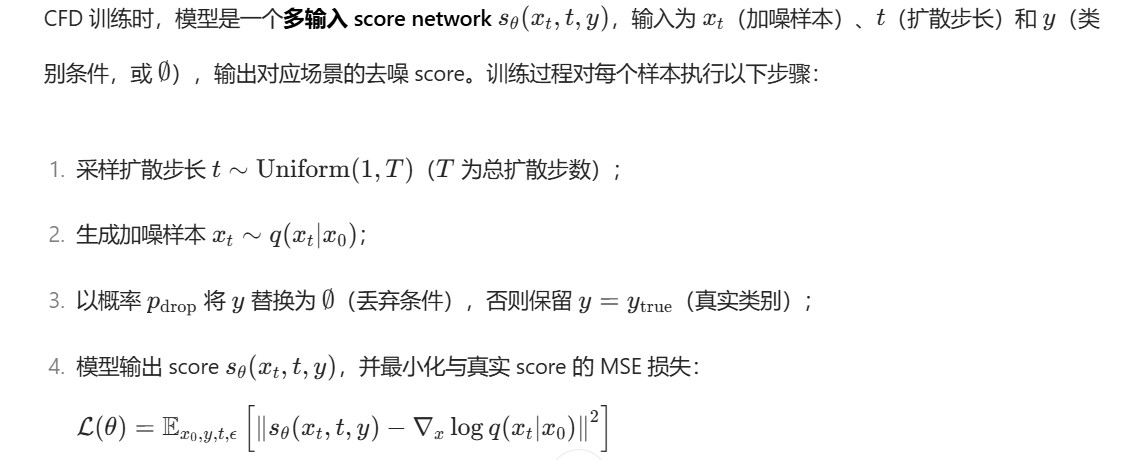 CFD 训练时，模型是一个多输入 score network $s_\theta(x_t, t, y)$，输入为 $x_t$（加噪样本）、$t$（扩散步长）和 $y$（类
别条件，或 $\emptyset$），输出对应场景的去噪 score。训练过程对每个样本执行以下步骤：
1. 采样扩散步长 $t \sim \mathrm{Uniform}(1, T)$（$T$ 为总扩散步数）；
2. 生成加噪样本 $x_t \sim q(x_t|x_0)$;
3. 以概率 $p_{\mathrm{drop}}$ 将 $y$ 替换为 $\emptyset$（丢弃条件），否则保留 $y = y_{\mathrm{true}}$（真实类别）；
4. 模型输出 score $s_\theta(x_t, t, y)$，并最小化与真实 score 的 MSE 损失：
$\mathcal{L}(\theta) = \mathbb{E}_{x_0,y,t,\epsilon}\left[\|s_\theta(x_t, t, y) - \nabla_x \log q(x_t|x_0)\|^2\right]$